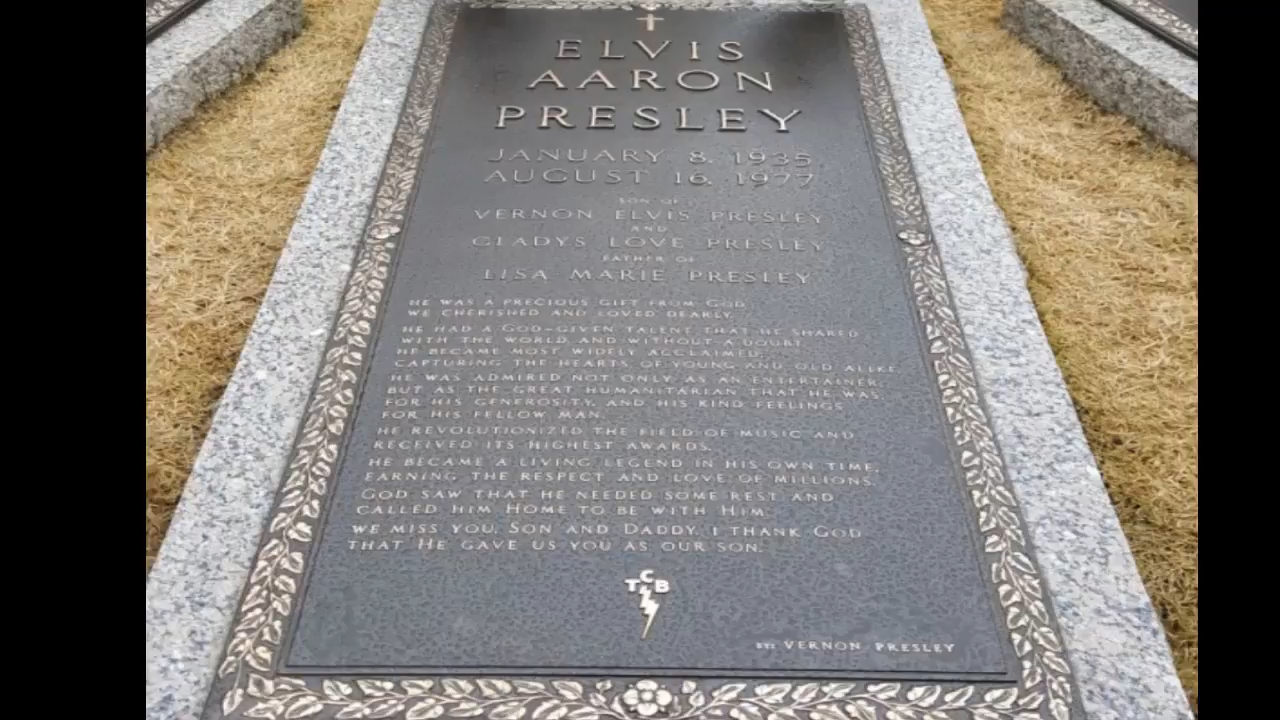 ELVIS
AARON
PRESLEY
JANUARY 8, 1935
AUGUST 16, 1977
SON OF
VERNON ELVIS PRESLEY
AND
GLADYS LOVE PRESLEY
FATHER OF
LISA MARIE PRESLEY
HE WAS A PRECIOUS GIFT FROM GOD
WE CHERISHED AND LOVED DEARLY.
HE HAD A GOD-GIVEN TALENT THAT HE SHARED
WITH THE WORLD AND WITHOUT A DOUBT,
HE BECAME MOST WIDELY ACCLAIMED;
CAPTURING THE HEARTS OF YOUNG AND OLD ALIKE.
HE WAS ADMIRED NOT ONLY AS AN ENTERTAINER,
BUT AS THE GREAT HUMANITARIAN THAT HE WAS;
FOR HIS GENEROSITY, AND HIS KIND FEELINGS
FOR HIS FELLOW MAN.
HE REVOLUTIONIZED THE FIELD OF MUSIC AND
RECEIVED ITS HIGHEST AWARDS.
HE BECAME A LIVING LEGEND IN HIS OWN TIME,
EARNING THE RESPECT AND LOVE OF MILLIONS.
GOD SAW THAT HE NEEDED SOME REST AND
CALLED HIM HOME TO BE WITH HIM.
WE MISS YOU, SON AND DADDY. I THANK GOD
THAT HE GAVE US YOU AS OUR SON.
TCB
BY: VERNON PRESLEY